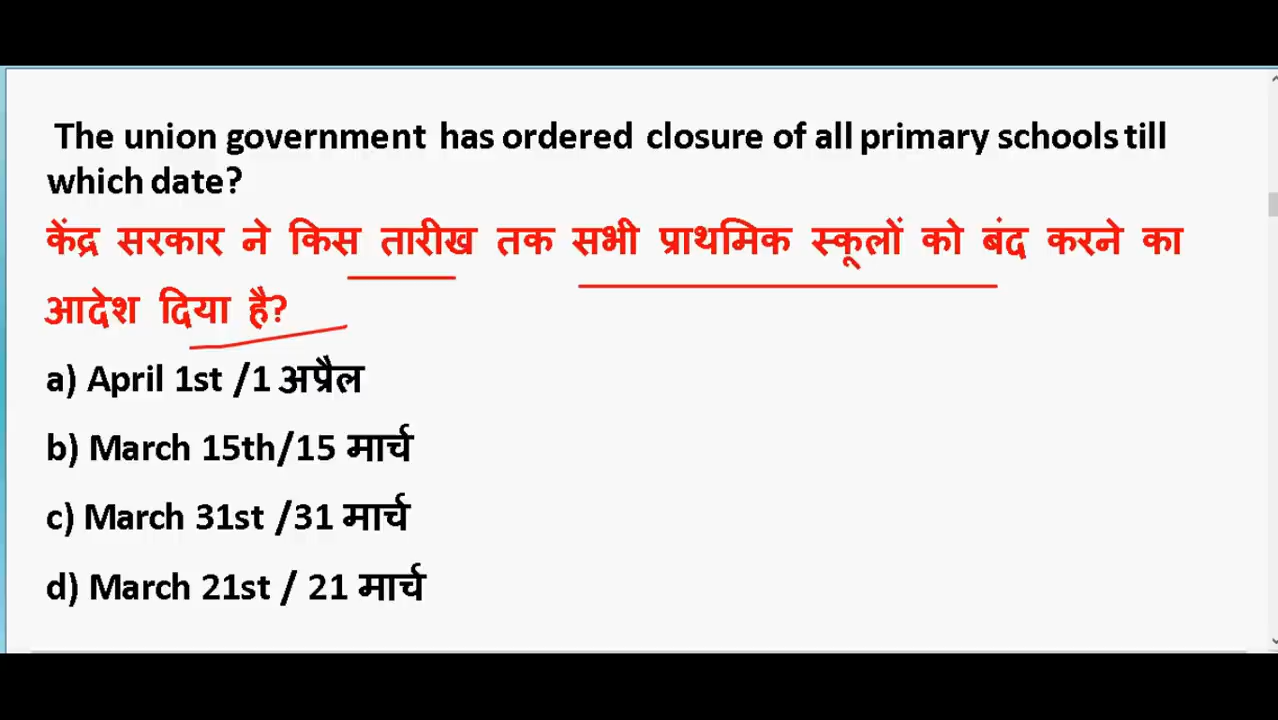 The union government has ordered closure of all primary schools till
which date?
केंद्र सरकार ने किस तारीख तक सभी प्राथमिक स्कूलों को बंद करने का
आदेश दिया है?
a) April 1st /1 अप्रैल
b) March 15th/15 मार्च
c) March 31st /31 मार्च
d) March 21st / 21 मार्च